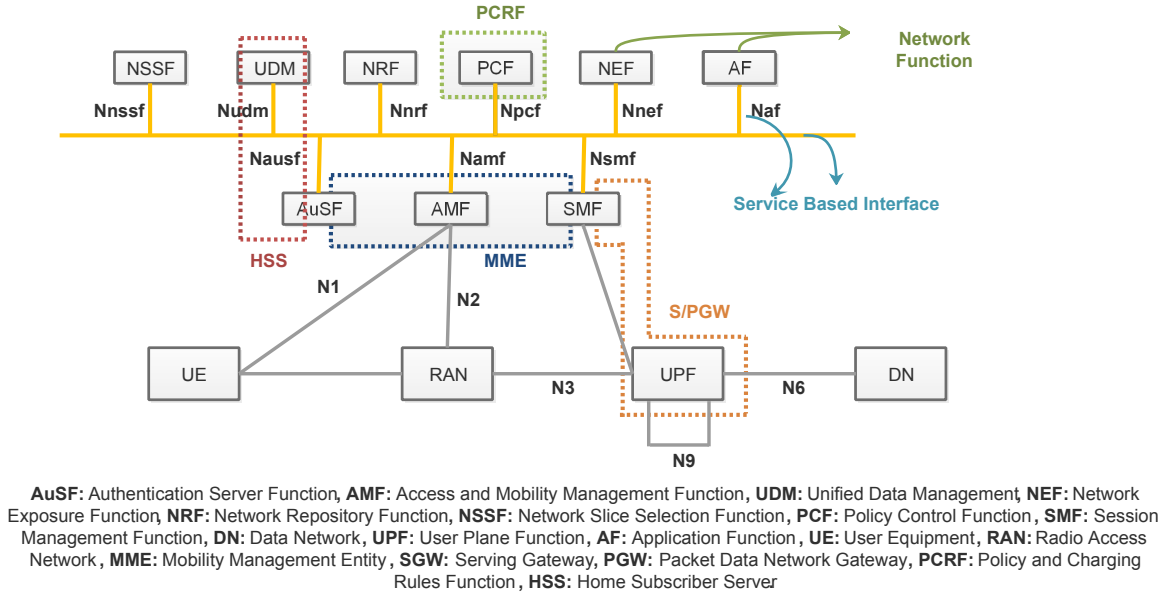 PCRF
Network
Function
NSSF UDM NRF PCF NEF AF
Nnssf Nudm Nnrf Npcf Nnef Naf
Nausf Namf Nsmf
AuSF AMF SMF
Service Based Interface
HSS MME
N1
N2
S/PGW
UE RAN N3 UPF N6 DN
N9
AuSF: Authentication Server Function, AMF: Access and Mobility Management Function, UDM: Unified Data Management, NEF: Network
Exposure Function, NRF: Network Repository Function, NSSF: Network Slice Selection Function, PCF: Policy Control Function, SMF: Session
Management Function, DN: Data Network, UPF: User Plane Function, AF: Application Function, UE: User Equipment, RAN: Radio Access
Network, MME: Mobility Management Entity, SGW: Serving Gateway, PGW: Packet Data Network Gateway, PCRF: Policy and Charging
Rules Function, HSS: Home Subscriber Server.